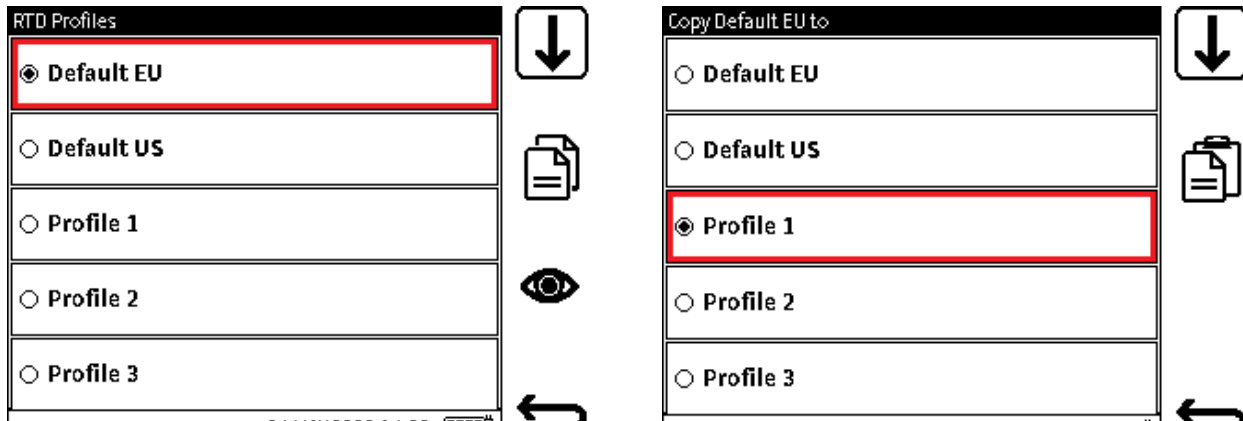 RTD Profiles
Default EU
Default US
Profile 1
Profile 2
Profile 3
Copy Default EU to
Default EU
Default US
Profile 1
Profile 2
Profile 3